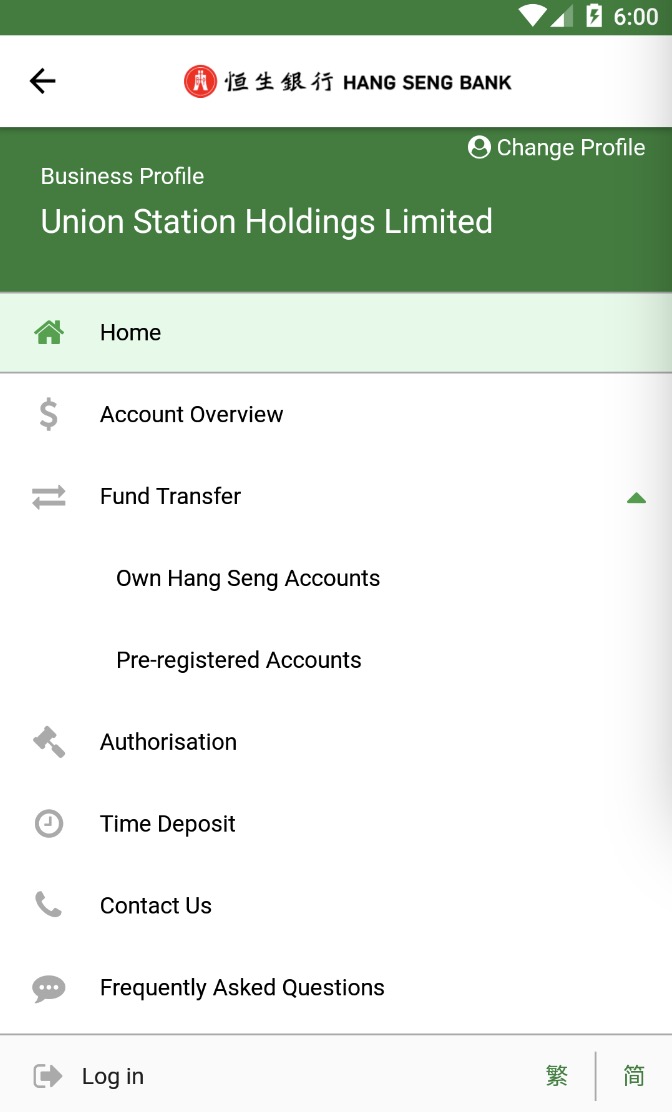 6:00
恒生銀行 HANG SENG BANK
Change Profile
Business Profile
Union Station Holdings Limited
Home
Account Overview
Fund Transfer
Own Hang Seng Accounts
Pre-registered Accounts
Authorisation
Time Deposit
Contact Us
Frequently Asked Questions
Log in 繁 简